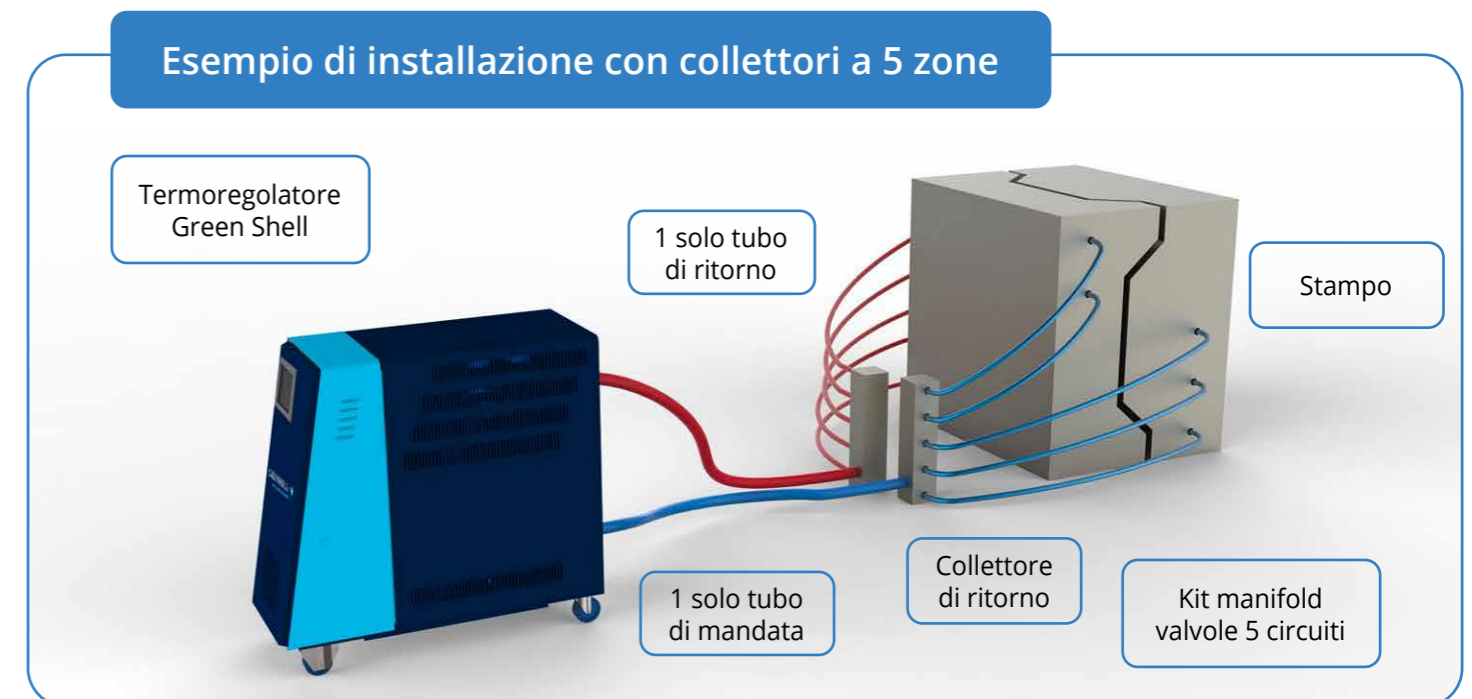 Esempio di installazione con collettori a 5 zone
Termoregolatore
Green Shell
1 solo tubo
di ritorno
Stampo
1 solo tubo
di mandata
Collettore
di ritorno
Kit manifold
valvole 5 circuiti